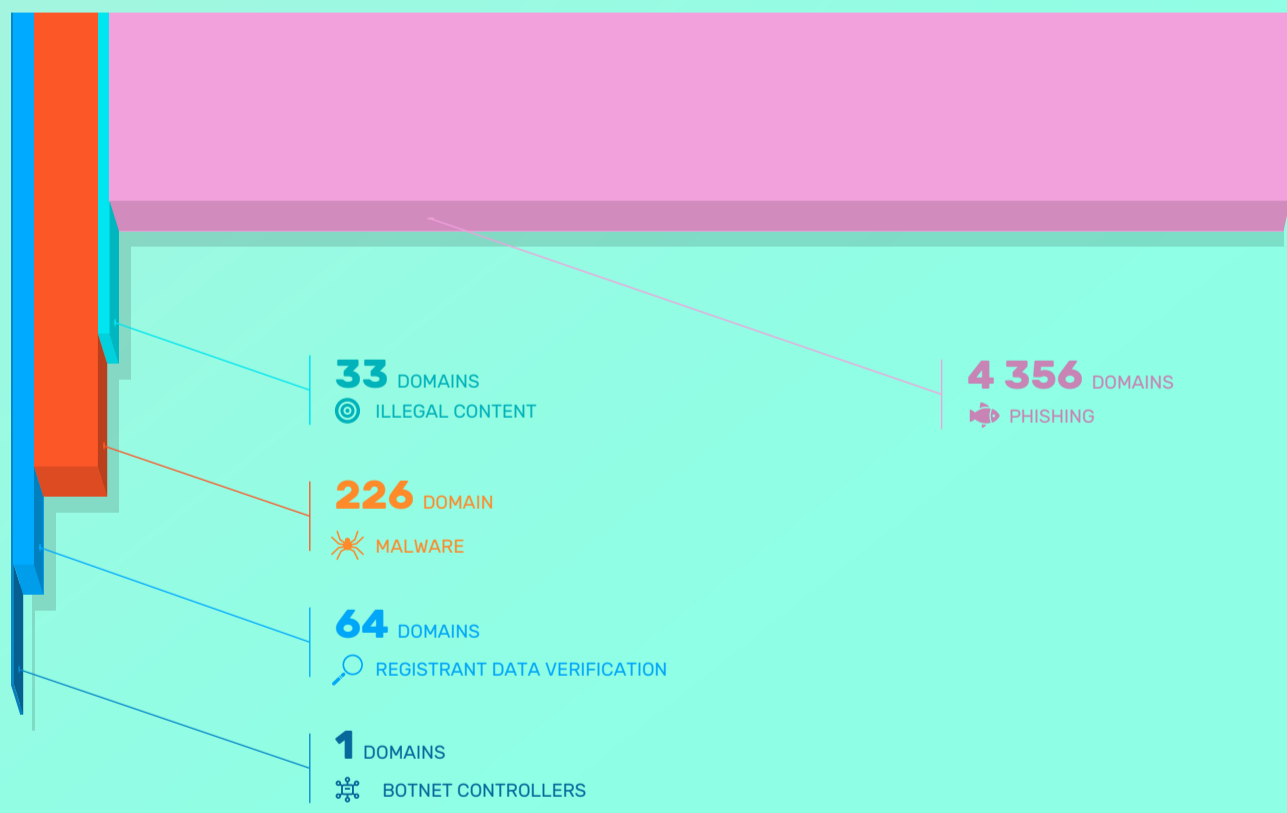 33 DOMAINS
ILLEGAL CONTENT
4 356 DOMAINS
PHISHING
226 DOMAIN
MALWARE
64 DOMAINS
REGISTRANT DATA VERIFICATION
1 DOMAINS
BOTNET CONTROLLERS